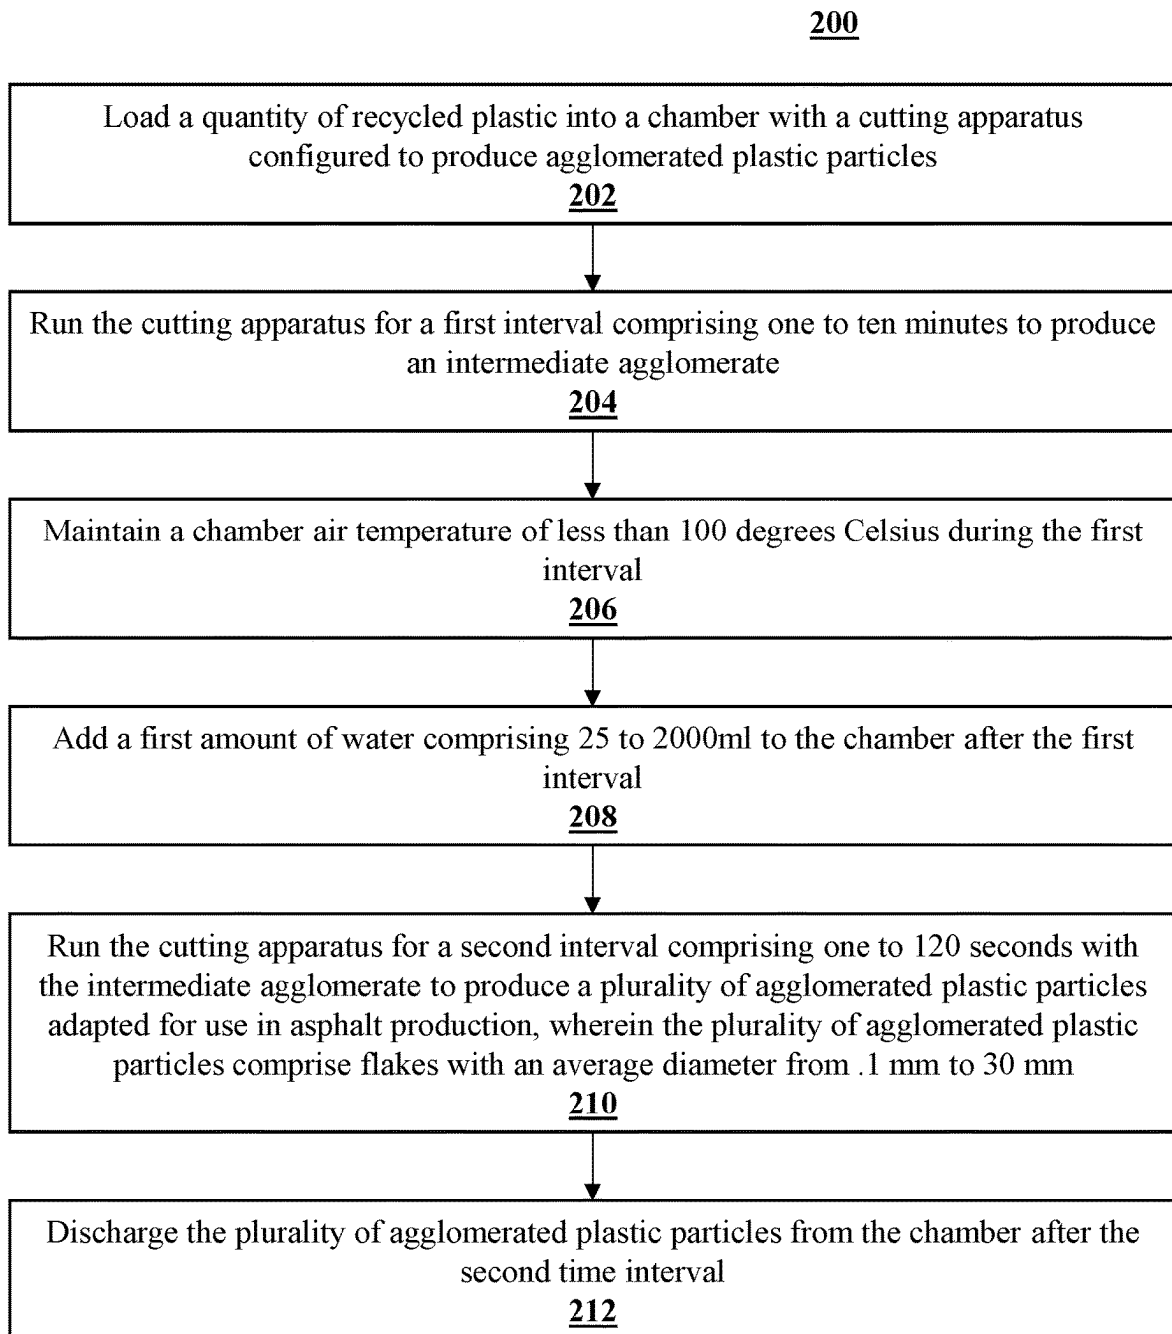 200
Load a quantity of recycled plastic into a chamber with a cutting apparatus
configured to produce agglomerated plastic particles
202
Run the cutting apparatus for a first interval comprising one to ten minutes to produce
an intermediate agglomerate
204
Maintain a chamber air temperature of less than 100 degrees Celsius during the first
interval
206
Add a first amount of water comprising 25 to 2000ml to the chamber after the first
interval
208
Run the cutting apparatus for a second interval comprising one to 120 seconds with
the intermediate agglomerate to produce a plurality of agglomerated plastic particles
adapted for use in asphalt production, wherein the plurality of agglomerated plastic
particles comprise flakes with an average diameter from .1 mm to 30 mm
210
Discharge the plurality of agglomerated plastic particles from the chamber after the
second time interval
212